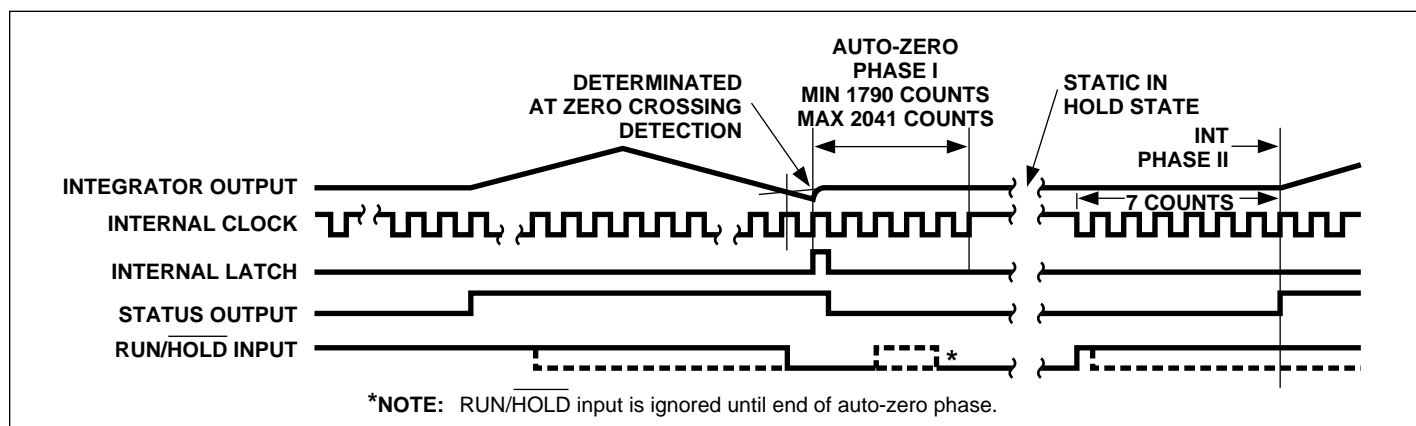 AUTO-ZERO
PHASE I
MIN 1790 COUNTS
MAX 2041 COUNTS
DETERMINATED
AT ZERO CROSSING
DETECTION
STATIC IN
HOLD STATE
INT
PHASE II
INTEGRATOR OUTPUT
7 COUNTS
INTERNAL CLOCK
INTERNAL LATCH
STATUS OUTPUT
RUN/HOLD INPUT
*
*NOTE: RUN/HOLD input is ignored until end of auto-zero phase.